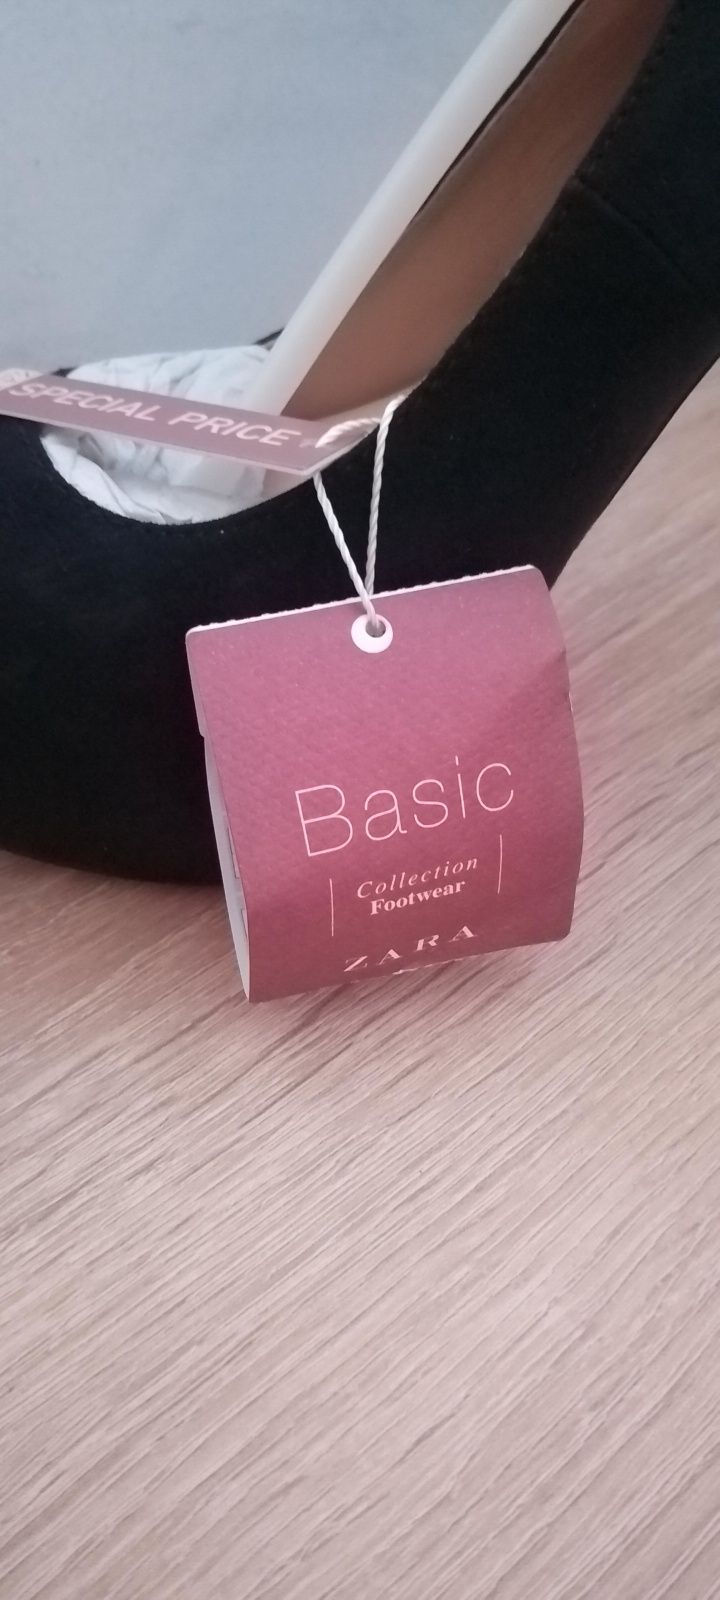 SPECIAL PRICE
Basic
Collection
Footwear
ZARA